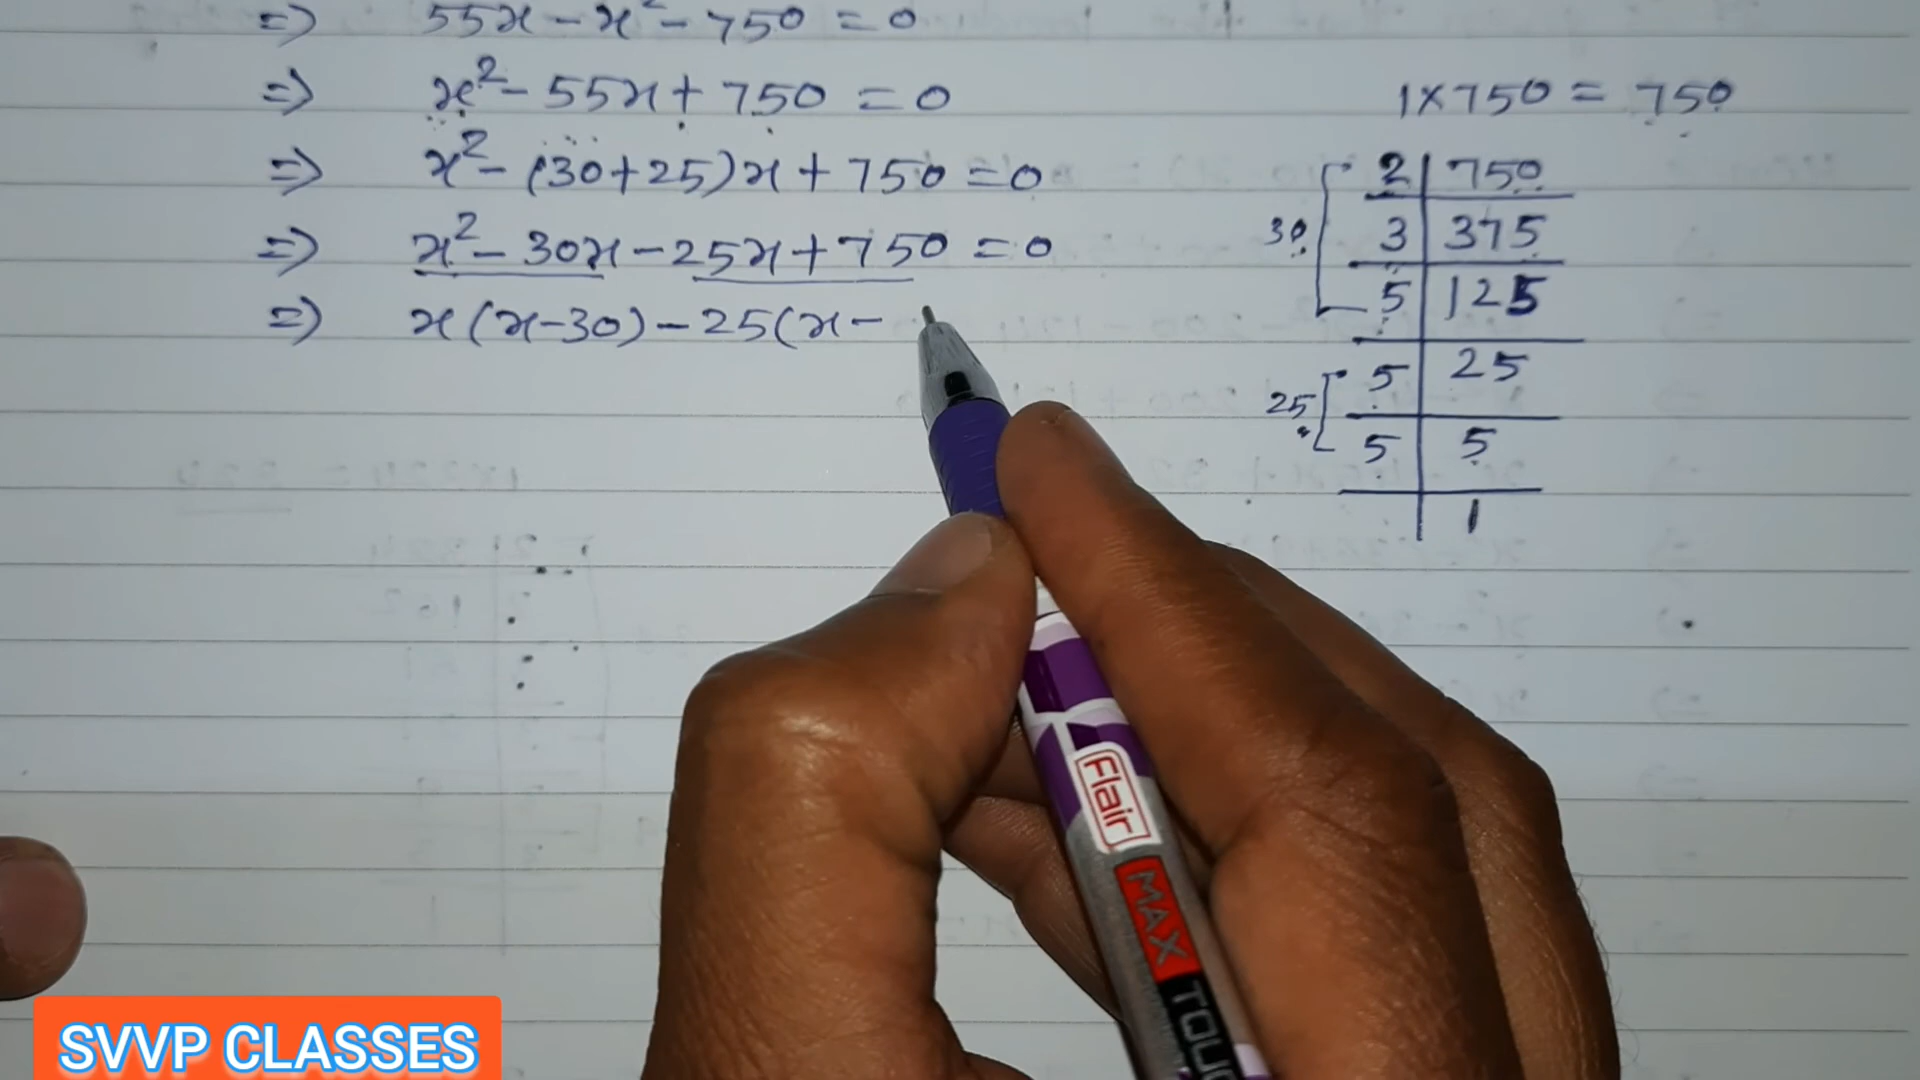 => 55x - x² - 750 = 0
=> x² - 55x + 750 = 0
=> x² - (30+25)x + 750 = 0
=> x² - 30x - 25x + 750 = 0
=> x(x-30) - 25(x -
1×750 = 750
2 | 750
30
3 | 375
5 | 125
5 | 25
25
5 | 5
1
Flair
MAX
TOU
SVVP CLASSES